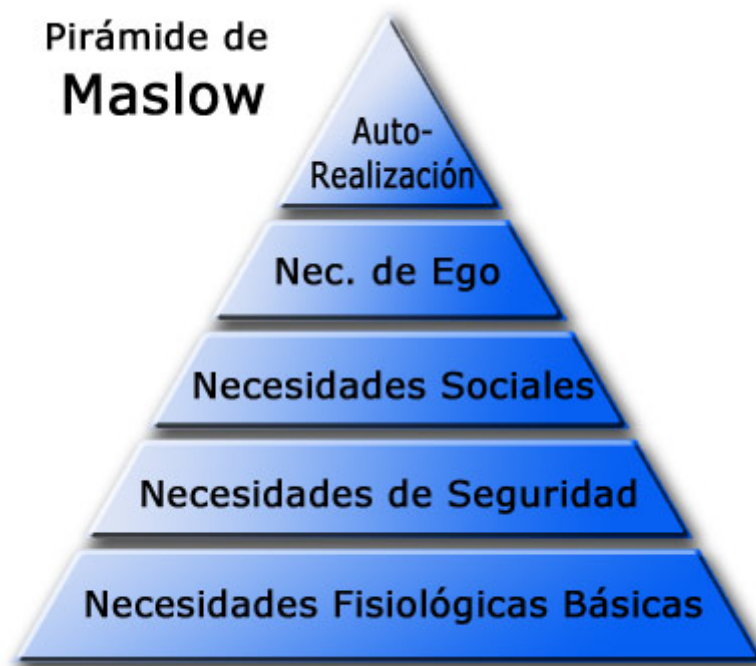 Pirámide de
Maslow
Auto-
Realización
Nec. de Ego
Necesidades Sociales
Necesidades de Seguridad
Necesidades Fisiológicas Básicas